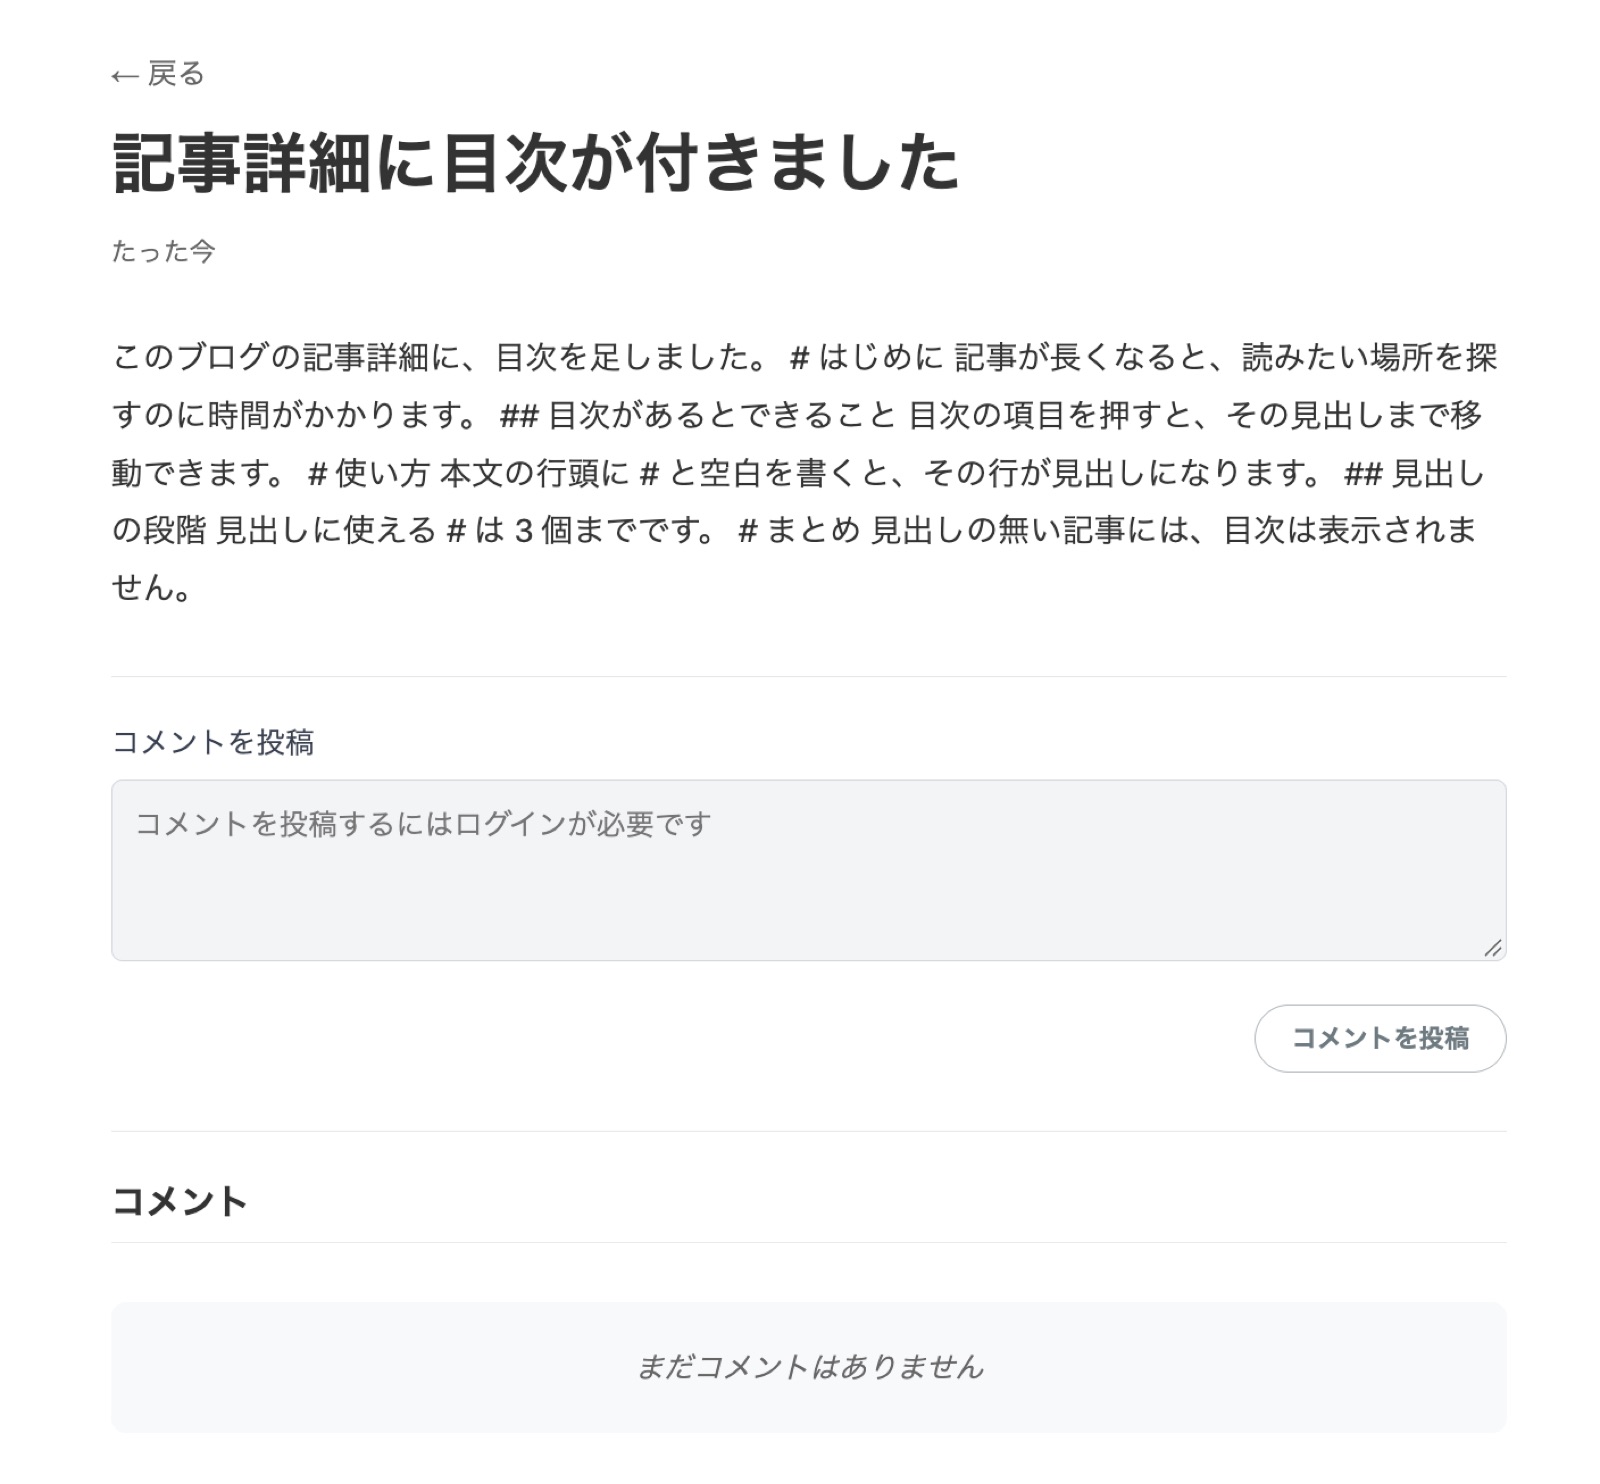 ← 戻る
記事詳細に目次が付きました
たった今
このブログの記事詳細に、目次を足しました。 # はじめに 記事が長くなると、読みたい場所を探
すのに時間がかかります。 ## 目次があるとできること 目次の項目を押すと、その見出しまで移
動できます。 # 使い方 本文の行頭に # と空白を書くと、その行が見出しになります。 ## 見出し
の段階 見出しに使える # は 3 個までです。 # まとめ 見出しの無い記事には、目次は表示されま
せん。
コメントを投稿
コメントを投稿するにはログインが必要です
コメントを投稿
コメント
まだコメントはありません